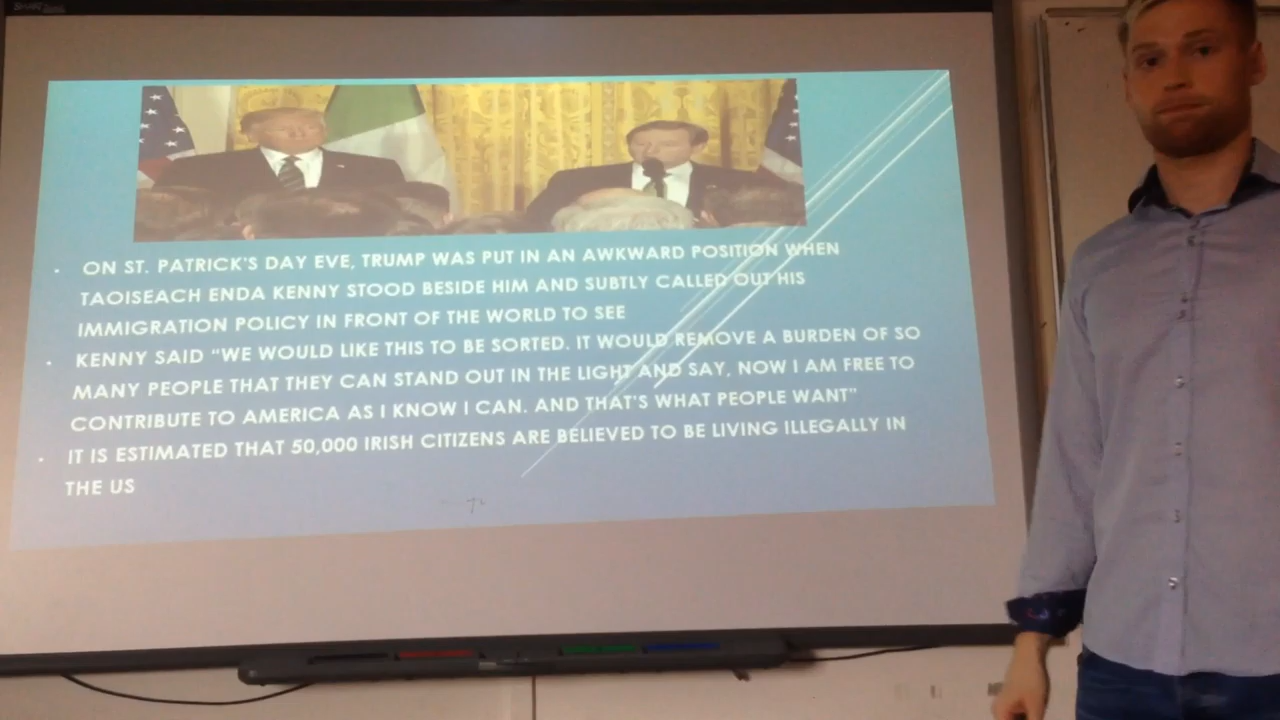 ON ST. PATRICK'S DAY EVE, TRUMP WAS PUT IN AN AWKWARD POSITION WHEN
TAOISEACH ENDA KENNY STOOD BESIDE HIM AND SUBTLY CALLED OUT HIS
IMMIGRATION POLICY IN FRONT OF THE WORLD TO SEE
KENNY SAID “WE WOULD LIKE THIS TO BE SORTED. IT WOULD REMOVE A BURDEN OF SO
MANY PEOPLE THAT THEY CAN STAND OUT IN THE LIGHT AND SAY, NOW I AM FREE TO
CONTRIBUTE TO AMERICA AS I KNOW I CAN. AND THAT'S WHAT PEOPLE WANT”
IT IS ESTIMATED THAT 50,000 IRISH CITIZENS ARE BELIEVED TO BE LIVING ILLEGALLY IN
THE US